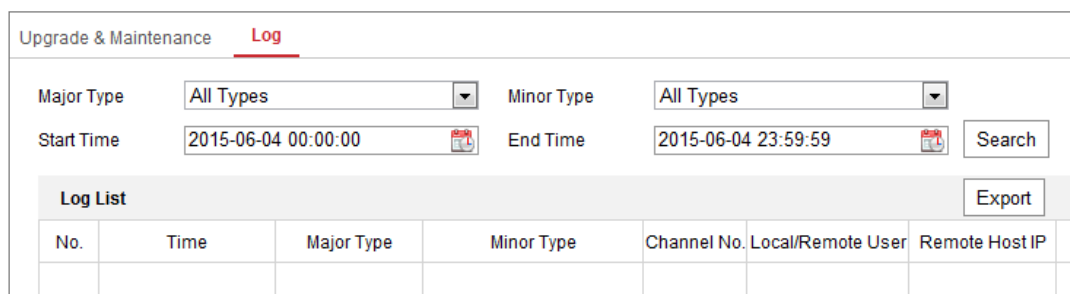 Upgrade & Maintenance Log
Major Type All Types Minor Type All Types
Start Time 2015-06-04 00:00:00 End Time 2015-06-04 23:59:59 Search
Log List Export
No. Time Major Type Minor Type Channel No. Local/Remote User Remote Host IP